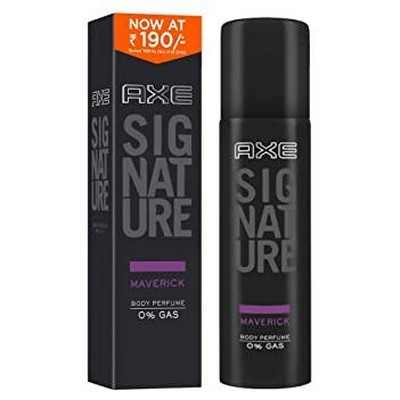 NOW AT
₹ 190/-
AXE
SIG
NAT
URE
MAVERICK
BODY PERFUME
0% GAS
AXE
SIG
NAT
URE
MAVERICK
BODY PERFUME
0% GAS